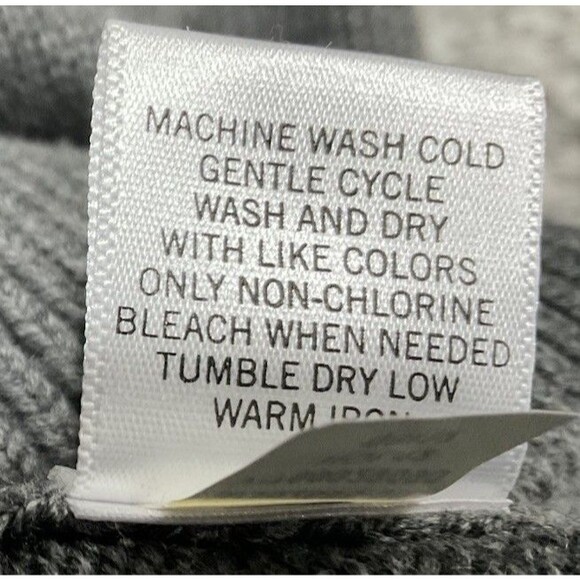 MACHINE WASH COLD
GENTLE CYCLE
WASH AND DRY
WITH LIKE COLORS
ONLY NON-CHLORINE
BLEACH WHEN NEEDED
TUMBLE DRY LOW
WARM IRON